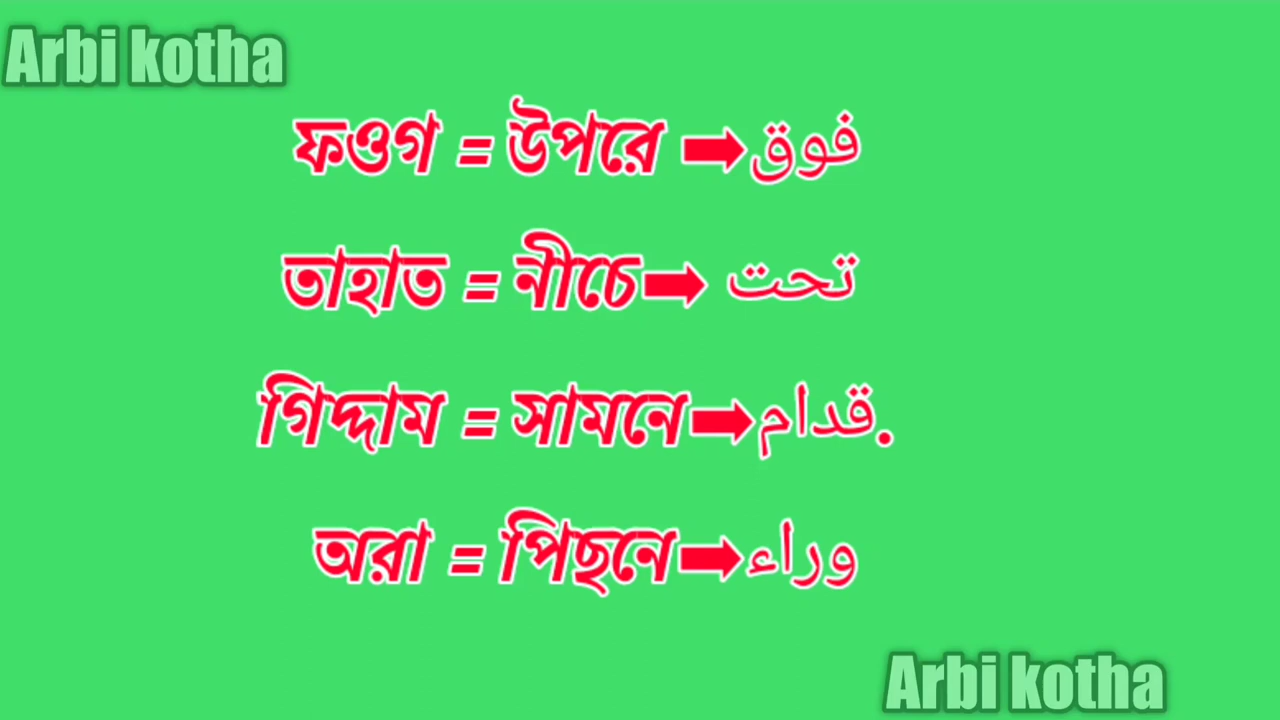 Arbi kotha
ফওগ = উপরে ➡فوق
তাহাত = নীচে➡ تحت
গিদ্দাম = সামনে➡قدام.
অরা = পিছনে➡وراء
Arbi kotha